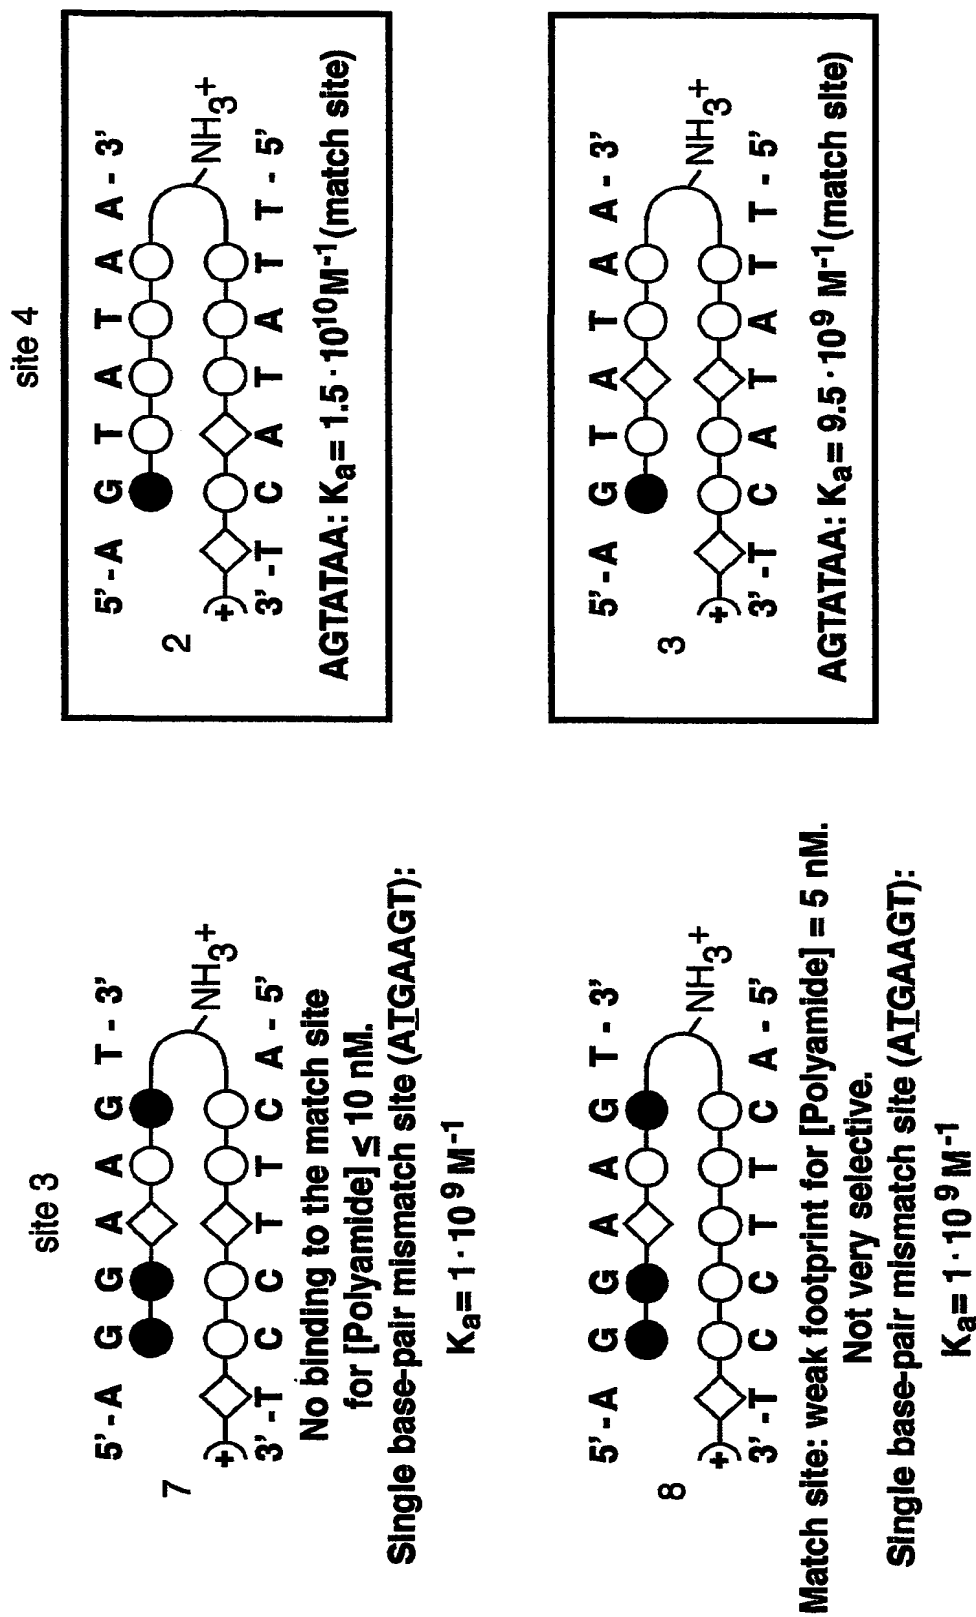 site 3
5'-A G G A A G T - 3'
NH3+
(+
3'-T C C T T C A - 5'
7
No binding to the match site
for [Polyamide] ≤ 10 nM.
Single base-pair mismatch site (ATGAAGT):
Ka= 1 · 10^9 M^-1
5'-A G G A A G T - 3'
NH3+
(+
3'-T C C T T C A - 5'
8
Match site: weak footprint for [Polyamide] = 5 nM.
Not very selective.
Single base-pair mismatch site (ATGAAGT):
Ka= 1 · 10^9 M^-1
site 4
5'-A G T A T A A - 3'
NH3+
(+
3'-T C A T A T T - 5'
2
AGTATAA: Ka= 1.5 · 10^10 M^-1 (match site)
5'-A G T A T A A - 3'
NH3+
(+
3'-T C A T A T T - 5'
3
AGTATAA: Ka= 9.5 · 10^9 M^-1 (match site)